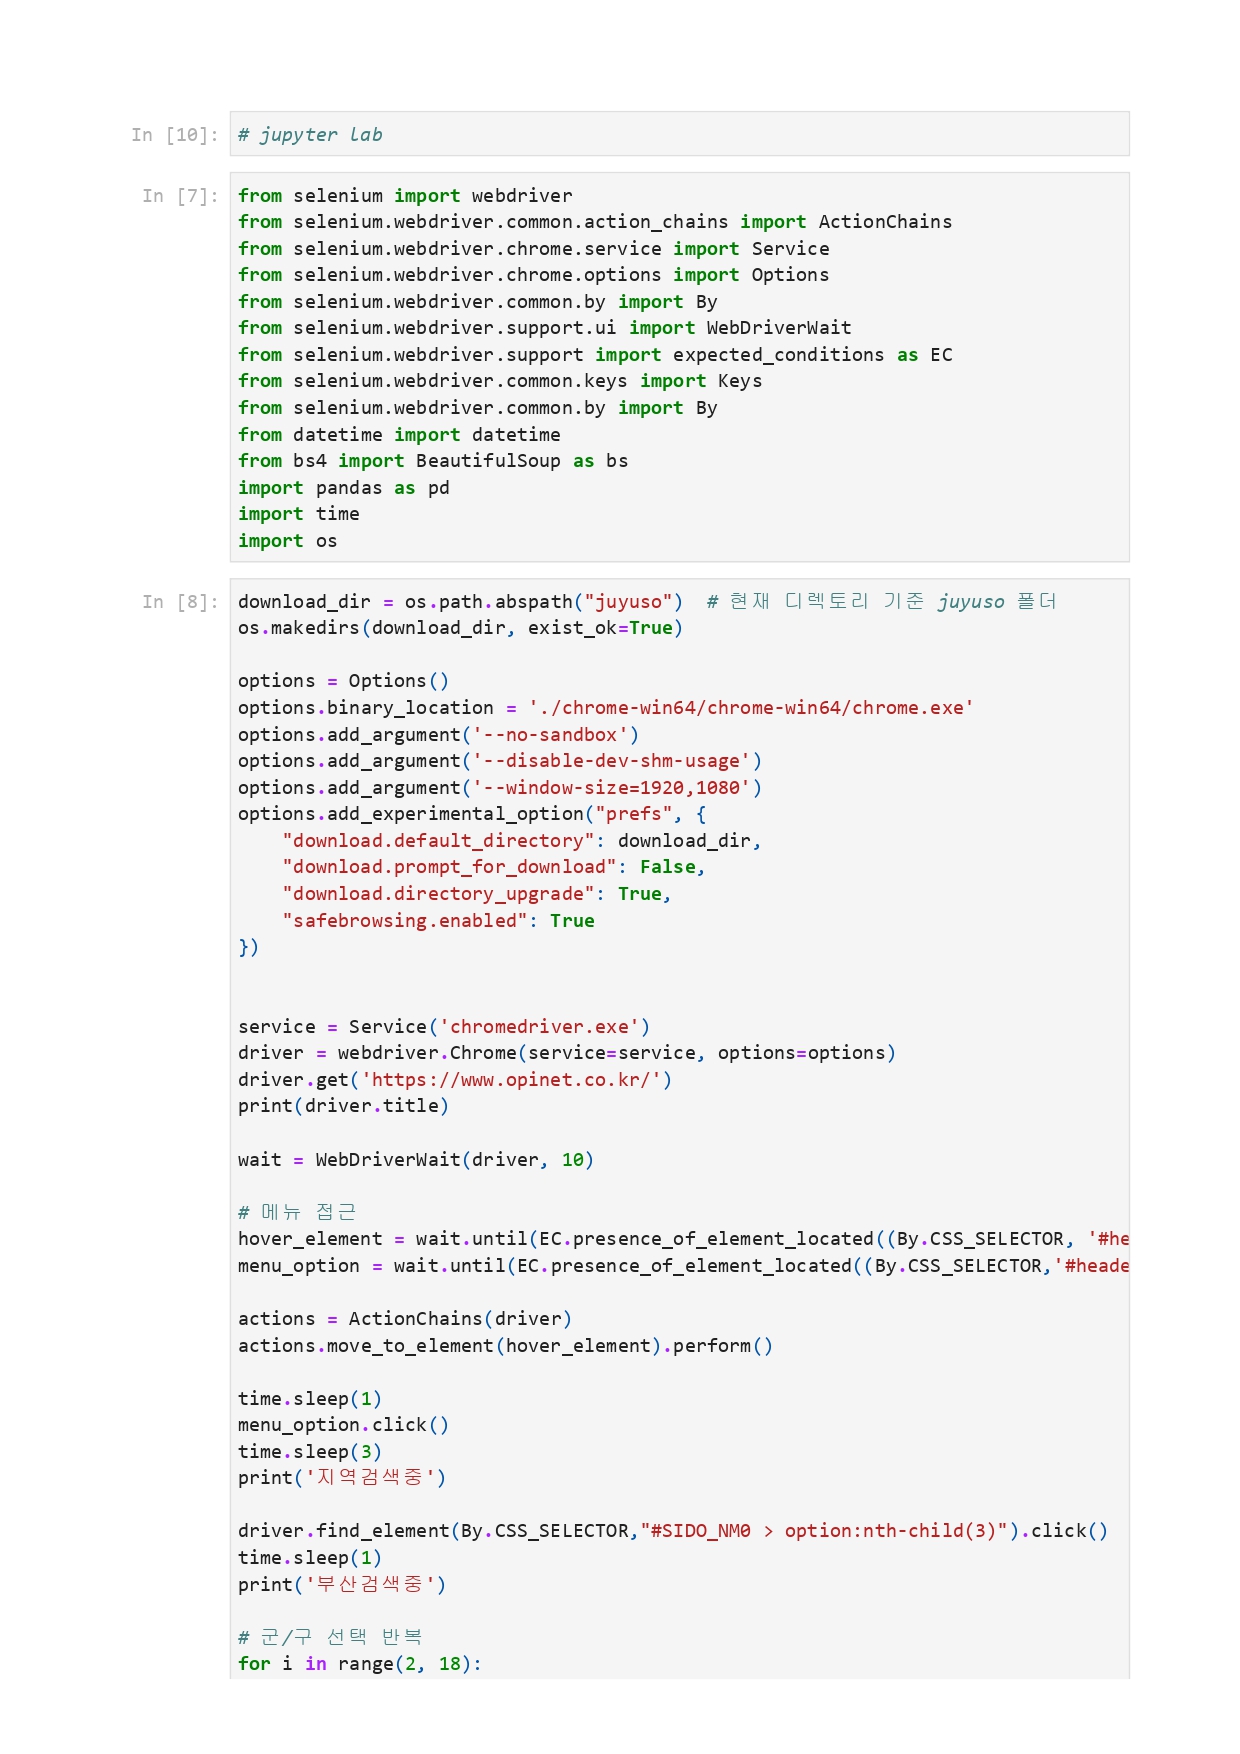 In [10]: # jupyter lab
In [7]: from selenium import webdriver
from selenium.webdriver.common.action_chains import ActionChains
from selenium.webdriver.chrome.service import Service
from selenium.webdriver.chrome.options import Options
from selenium.webdriver.common.by import By
from selenium.webdriver.support.ui import WebDriverWait
from selenium.webdriver.support import expected_conditions as EC
from selenium.webdriver.common.keys import Keys
from selenium.webdriver.common.by import By
from datetime import datetime
from bs4 import BeautifulSoup as bs
import pandas as pd
import time
import os
In [8]: download_dir = os.path.abspath("juyuso")  # 현재 디렉토리 기준 juyuso 폴더
os.makedirs(download_dir, exist_ok=True)
options = Options()
options.binary_location = './chrome-win64/chrome-win64/chrome.exe'
options.add_argument('--no-sandbox')
options.add_argument('--disable-dev-shm-usage')
options.add_argument('--window-size=1920,1080')
options.add_experimental_option("prefs", {
    "download.default_directory": download_dir,
    "download.prompt_for_download": False,
    "download.directory_upgrade": True,
    "safebrowsing.enabled": True
})
service = Service('chromedriver.exe')
driver = webdriver.Chrome(service=service, options=options)
driver.get('https://www.opinet.co.kr/')
print(driver.title)
wait = WebDriverWait(driver, 10)
# 메뉴 접근
hover_element = wait.until(EC.presence_of_element_located((By.CSS_SELECTOR, '#he
menu_option = wait.until(EC.presence_of_element_located((By.CSS_SELECTOR,'#heade
actions = ActionChains(driver)
actions.move_to_element(hover_element).perform()
time.sleep(1)
menu_option.click()
time.sleep(3)
print('지역검색중')
driver.find_element(By.CSS_SELECTOR,"#SIDO_NM0 > option:nth-child(3)").click()
time.sleep(1)
print('부산검색중')
# 군/구 선택 반복
for i in range(2, 18):